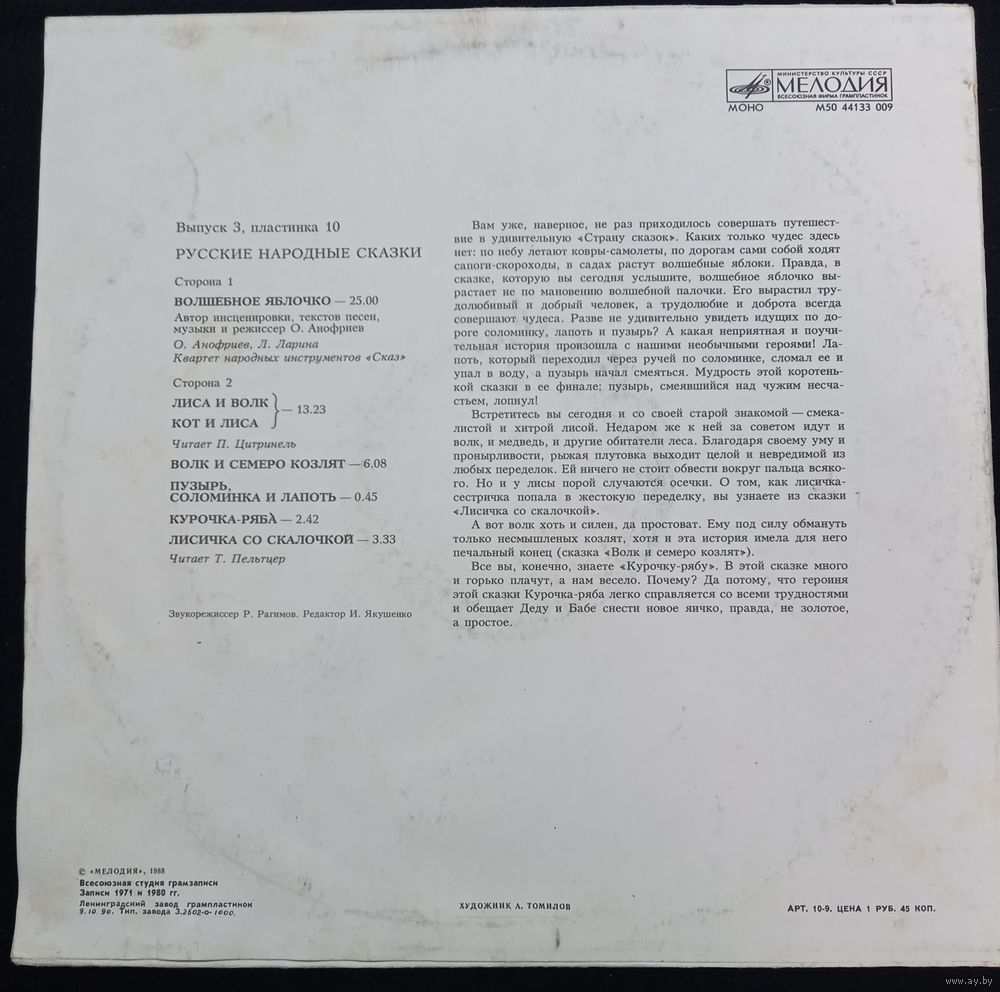 МИНИСТЕРСТВО КУЛЬТУРЫ СССР
МЕЛОДИЯ
ВСЕСОЮЗНАЯ ФИРМА ГРАМПЛАСТИНОК
МОНО М50 44133 009
Выпуск 3, пластинка 10
РУССКИЕ НАРОДНЫЕ СКАЗКИ
Сторона 1
ВОЛШЕБНОЕ ЯБЛОЧКО — 25.00
Автор инсценировки, текстов песен,
музыки и режиссер О. Анофриев
О. Анофриев, Л. Ларина
Квартет народных инструментов «Сказ»
Сторона 2
ЛИСА И ВОЛК
КОТ И ЛИСА
— 13.23
Читает П. Цитринель
ВОЛК И СЕМЕРО КОЗЛЯТ — 6.08
ПУЗЫРЬ,
СОЛОМИНКА И ЛАПОТЬ — 0.45
КУРОЧКА-РЯБА — 2.42
ЛИСИЧКА СО СКАЛОЧКОЙ — 3.33
Читает Т. Пельтцер
Звукорежиссер Р. Рагимов. Редактор И. Якушенко
Вам уже, наверное, не раз приходилось совершать путешест-
вие в удивительную «Страну сказок». Каких только чудес здесь
нет: по небу летают ковры-самолеты, по дорогам сами собой ходят
сапоги-скороходы, в садах растут волшебные яблоки. Правда, в
сказке, которую вы сегодня услышите, волшебное яблочко вы-
растает не по мановению волшебной палочки. Его вырастил тру-
долюбивый и добрый человек, а трудолюбие и доброта всегда
совершают чудеса. Разве не удивительно увидеть идущих по до-
роге соломинку, лапоть и пузырь? А какая неприятная и поучи-
тельная история произошла с нашими необычными героями! Ла-
поть, который переходил через ручей по соломинке, сломал ее и
упал в воду, а пузырь начал смеяться. Мудрость этой коротень-
кой сказки в ее финале: пузырь, смеявшийся над чужим несча-
стьем, лопнул!
Встретитесь вы сегодня и со своей старой знакомой — смека-
листой и хитрой лисой. Недаром же к ней за советом идут и
волк, и медведь, и другие обитатели леса. Благодаря своему уму и
пронырливости, рыжая плутовка выходит целой и невредимой из
любых переделок. Ей ничего не стоит обвести вокруг пальца всяко-
го. Но и у лисы порой случаются осечки. О том, как лисичка-
сестричка попала в жестокую переделку, вы узнаете из сказки
«Лисичка со скалочкой».
А вот волк хоть и силен, да простоват. Ему под силу обмануть
только несмышленых козлят, хотя и эта история имела для него
печальный конец (сказка «Волк и семеро козлят»).
Все вы, конечно, знаете «Курочку-рябу». В этой сказке много
и горько плачут, а нам весело. Почему? Да потому, что героиня
этой сказки Курочка-ряба легко справляется со всеми трудностями
и обещает Деду и Бабе снести новое яичко, правда, не золотое,
а простое.
© «МЕЛОДИЯ», 1988
Всесоюзная студия грамзаписи
Записи 1971 и 1980 гг.
Ленинградский завод грампластинок
9.10.90. Тип. завода З.2602-о-1000.
ХУДОЖНИК Л. ТОМИЛОВ
АРТ. 10-9. ЦЕНА 1 РУБ. 45 КОП.
www.ay.by